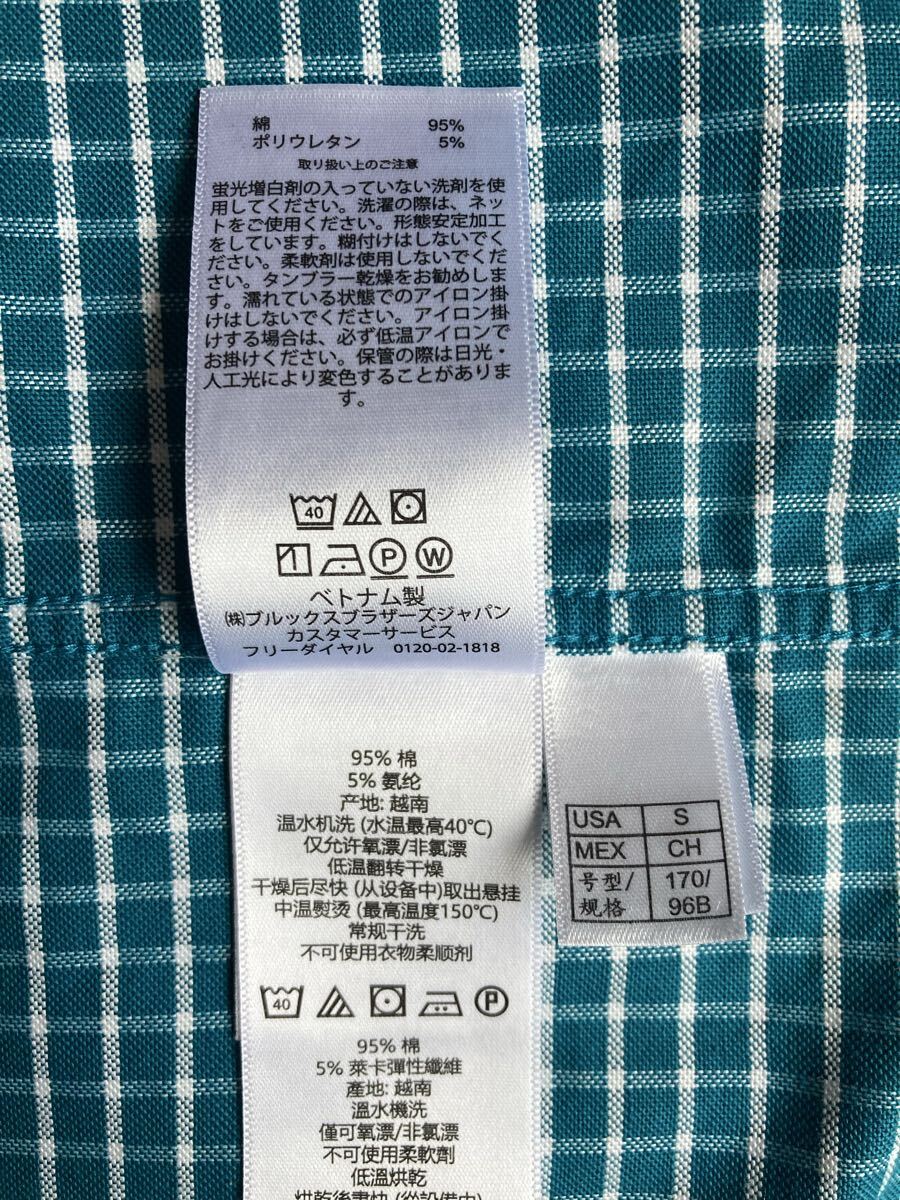 綿 95%
ポリウレタン 5%
取り扱い上のご注意
蛍光増白剤の入っていない洗剤を使
用してください。洗濯の際は、ネッ
トをご使用ください。形態安定加工
をしています。糊付けはしないでく
ださい。柔軟剤は使用しないでくだ
さい。タンブラー乾燥をお勧めしま
す。濡れている状態でのアイロン掛
けはしないでください。アイロン掛
けする場合は、必ず低温アイロンで
お掛けください。保管の際は日光・
人工光により変色することがありま
す。
40
P W
ベトナム製
㈱ブルックスブラザーズジャパン
カスタマーサービス
フリーダイヤル 0120-02-1818
95% 棉
5% 氨纶
产地: 越南
温水机洗 (水温最高40℃)
仅允许氧漂/非氯漂
低温翻转干燥
干燥后尽快 (从设备中)取出悬挂
中温熨烫 (最高温度150℃)
常规干洗
不可使用衣物柔顺剂
40
P
95% 棉
5% 萊卡彈性纖維
產地: 越南
溫水機洗
僅可氧漂/非氯漂
不可使用柔軟劑
低溫烘乾
烘乾後盡快 (從設備中)
USA S
MEX CH
号型/ 170/
规格 96B